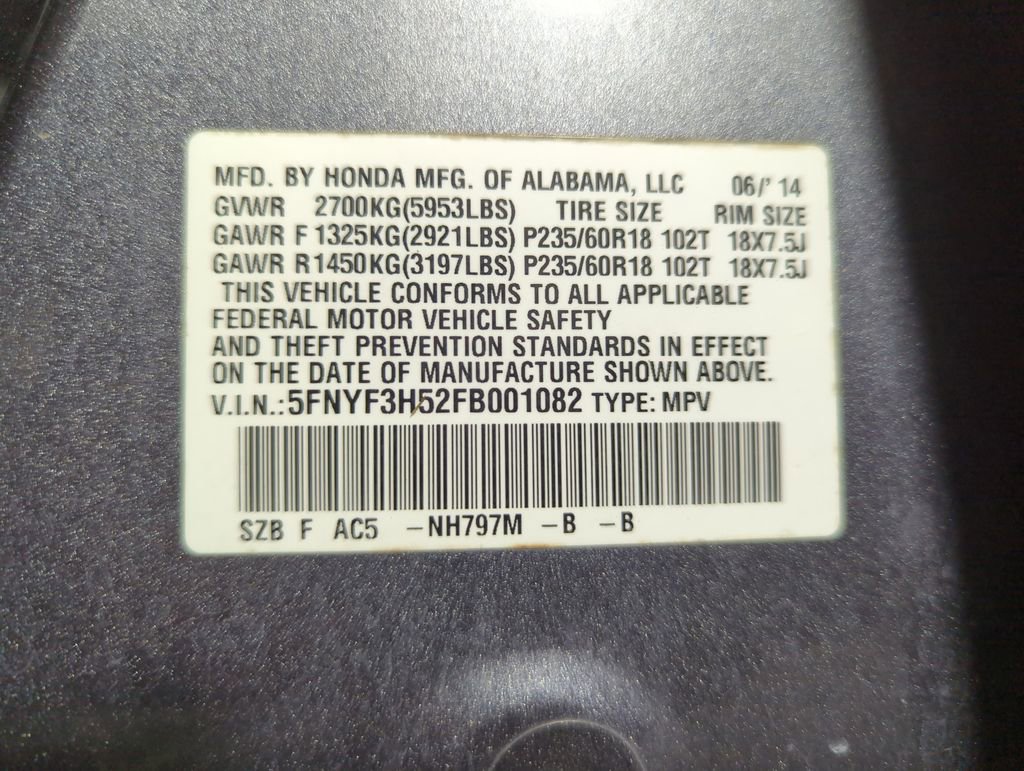 MFD. BY HONDA MFG. OF ALABAMA, LLC 06/' 14
GVWR 2700KG(5953LBS) TIRE SIZE RIM SIZE
GAWR F 1325KG(2921LBS) P235/60R18 102T 18X7.5J
GAWR R1450KG(3197LBS) P235/60R18 102T 18X7.5J
THIS VEHICLE CONFORMS TO ALL APPLICABLE
FEDERAL MOTOR VEHICLE SAFETY
AND THEFT PREVENTION STANDARDS IN EFFECT
ON THE DATE OF MANUFACTURE SHOWN ABOVE.
V.I.N.:5FNYF3H52FB001082 TYPE: MPV
SZB F AC5 –NH797M –B –B